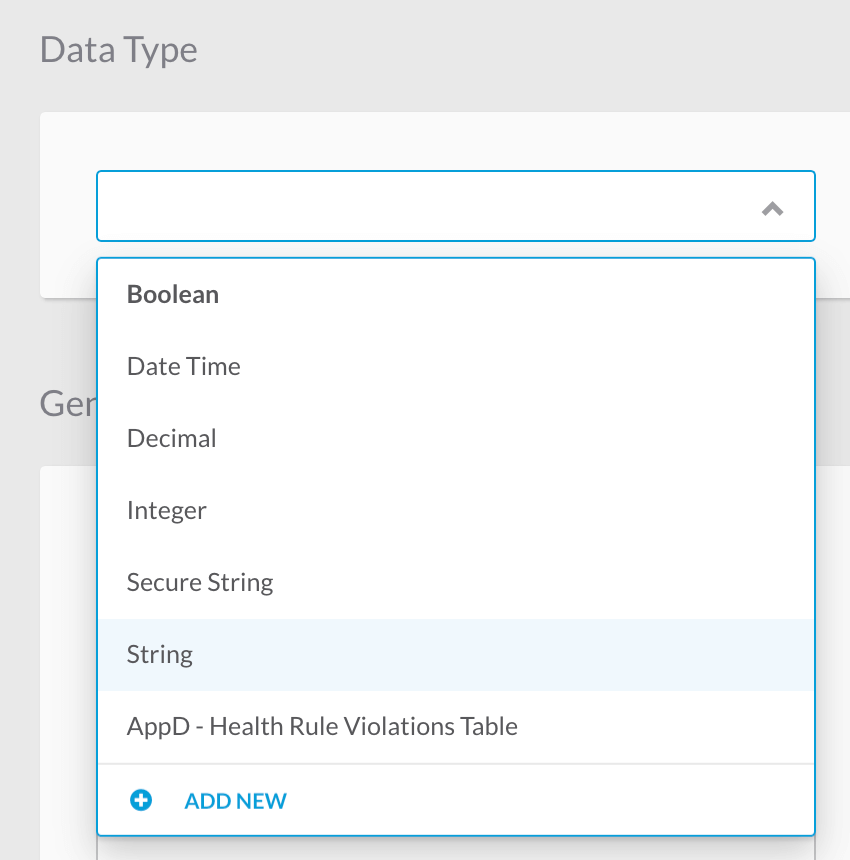 Data Type
Boolean
Date Time
Gen
Decimal
Integer
Secure String
String
AppD - Health Rule Violations Table
ADD NEW